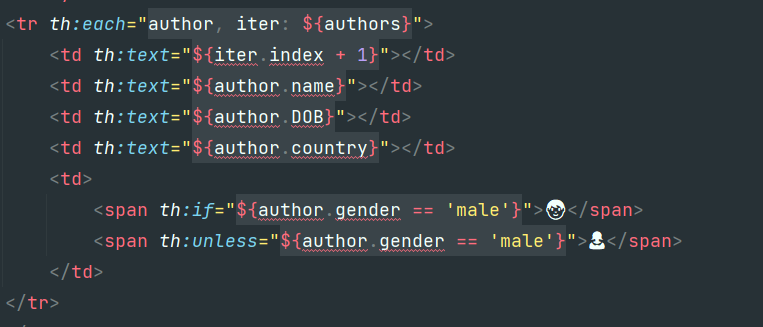 <tr th:each="author, iter: ${authors}">
<td th:text="${iter.index + 1}"></td>
<td th:text="${author.name}"></td>
<td th:text="${author.DOB}"></td>
<td th:text="${author.country}"></td>
<td>
<span th:if="${author.gender == 'male'}">👨</span>
<span th:unless="${author.gender == 'male'}">👩</span>
</td>
</tr>